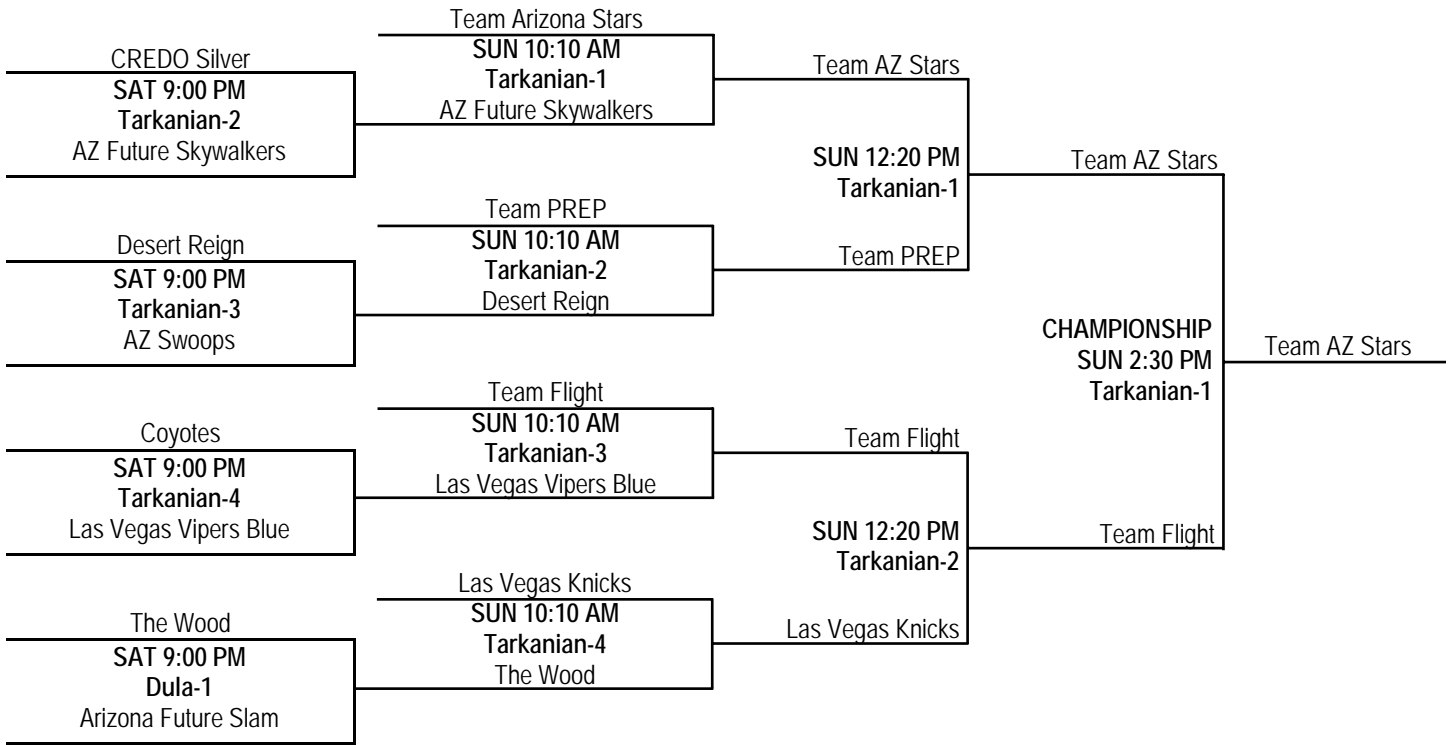 CREDO Silver
SAT 9:00 PM
Tarkanian-2
AZ Future Skywalkers
Desert Reign
SAT 9:00 PM
Tarkanian-3
AZ Swoops
Coyotes
SAT 9:00 PM
Tarkanian-4
Las Vegas Vipers Blue
The Wood
SAT 9:00 PM
Dula-1
Arizona Future Slam
Team Arizona Stars
SUN 10:10 AM
Tarkanian-1
AZ Future Skywalkers
Team PREP
SUN 10:10 AM
Tarkanian-2
Desert Reign
Team Flight
SUN 10:10 AM
Tarkanian-3
Las Vegas Vipers Blue
Las Vegas Knicks
SUN 10:10 AM
Tarkanian-4
The Wood
Team AZ Stars
SUN 12:20 PM
Tarkanian-1
Team PREP
Team Flight
SUN 12:20 PM
Tarkanian-2
Las Vegas Knicks
Team AZ Stars
CHAMPIONSHIP
SUN 2:30 PM
Tarkanian-1
Team Flight
Team AZ Stars